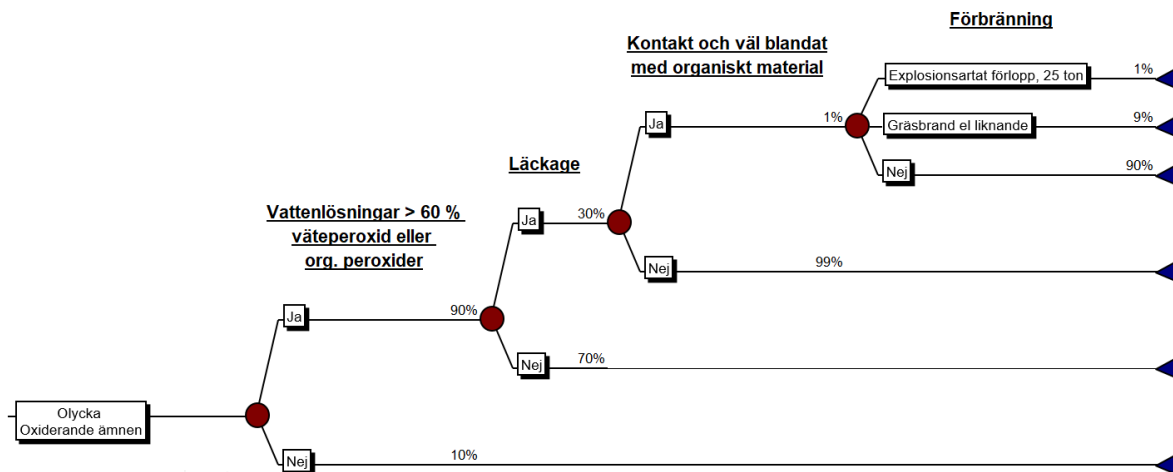 Förbränning
Kontakt och väl blandat
med organiskt material
Explosionsartat förlopp, 25 ton
1%
Ja
1%
Gräsbrand el liknande
9%
Läckage
Nej
90%
Vattenlösningar > 60 %
väteperoxid eller
org. peroxider
Ja
30%
Nej
99%
Ja
90%
Nej
70%
Olycka
Oxiderande ämnen
Nej
10%